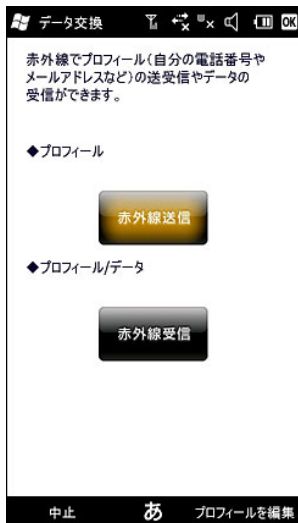 データ交換 OK
赤外線でプロフィール(自分の電話番号や
メールアドレスなど)の送受信やデータの
受信ができます。
◆プロフィール
赤外線送信
◆プロフィール/データ
赤外線受信
中止 あ プロフィールを編集